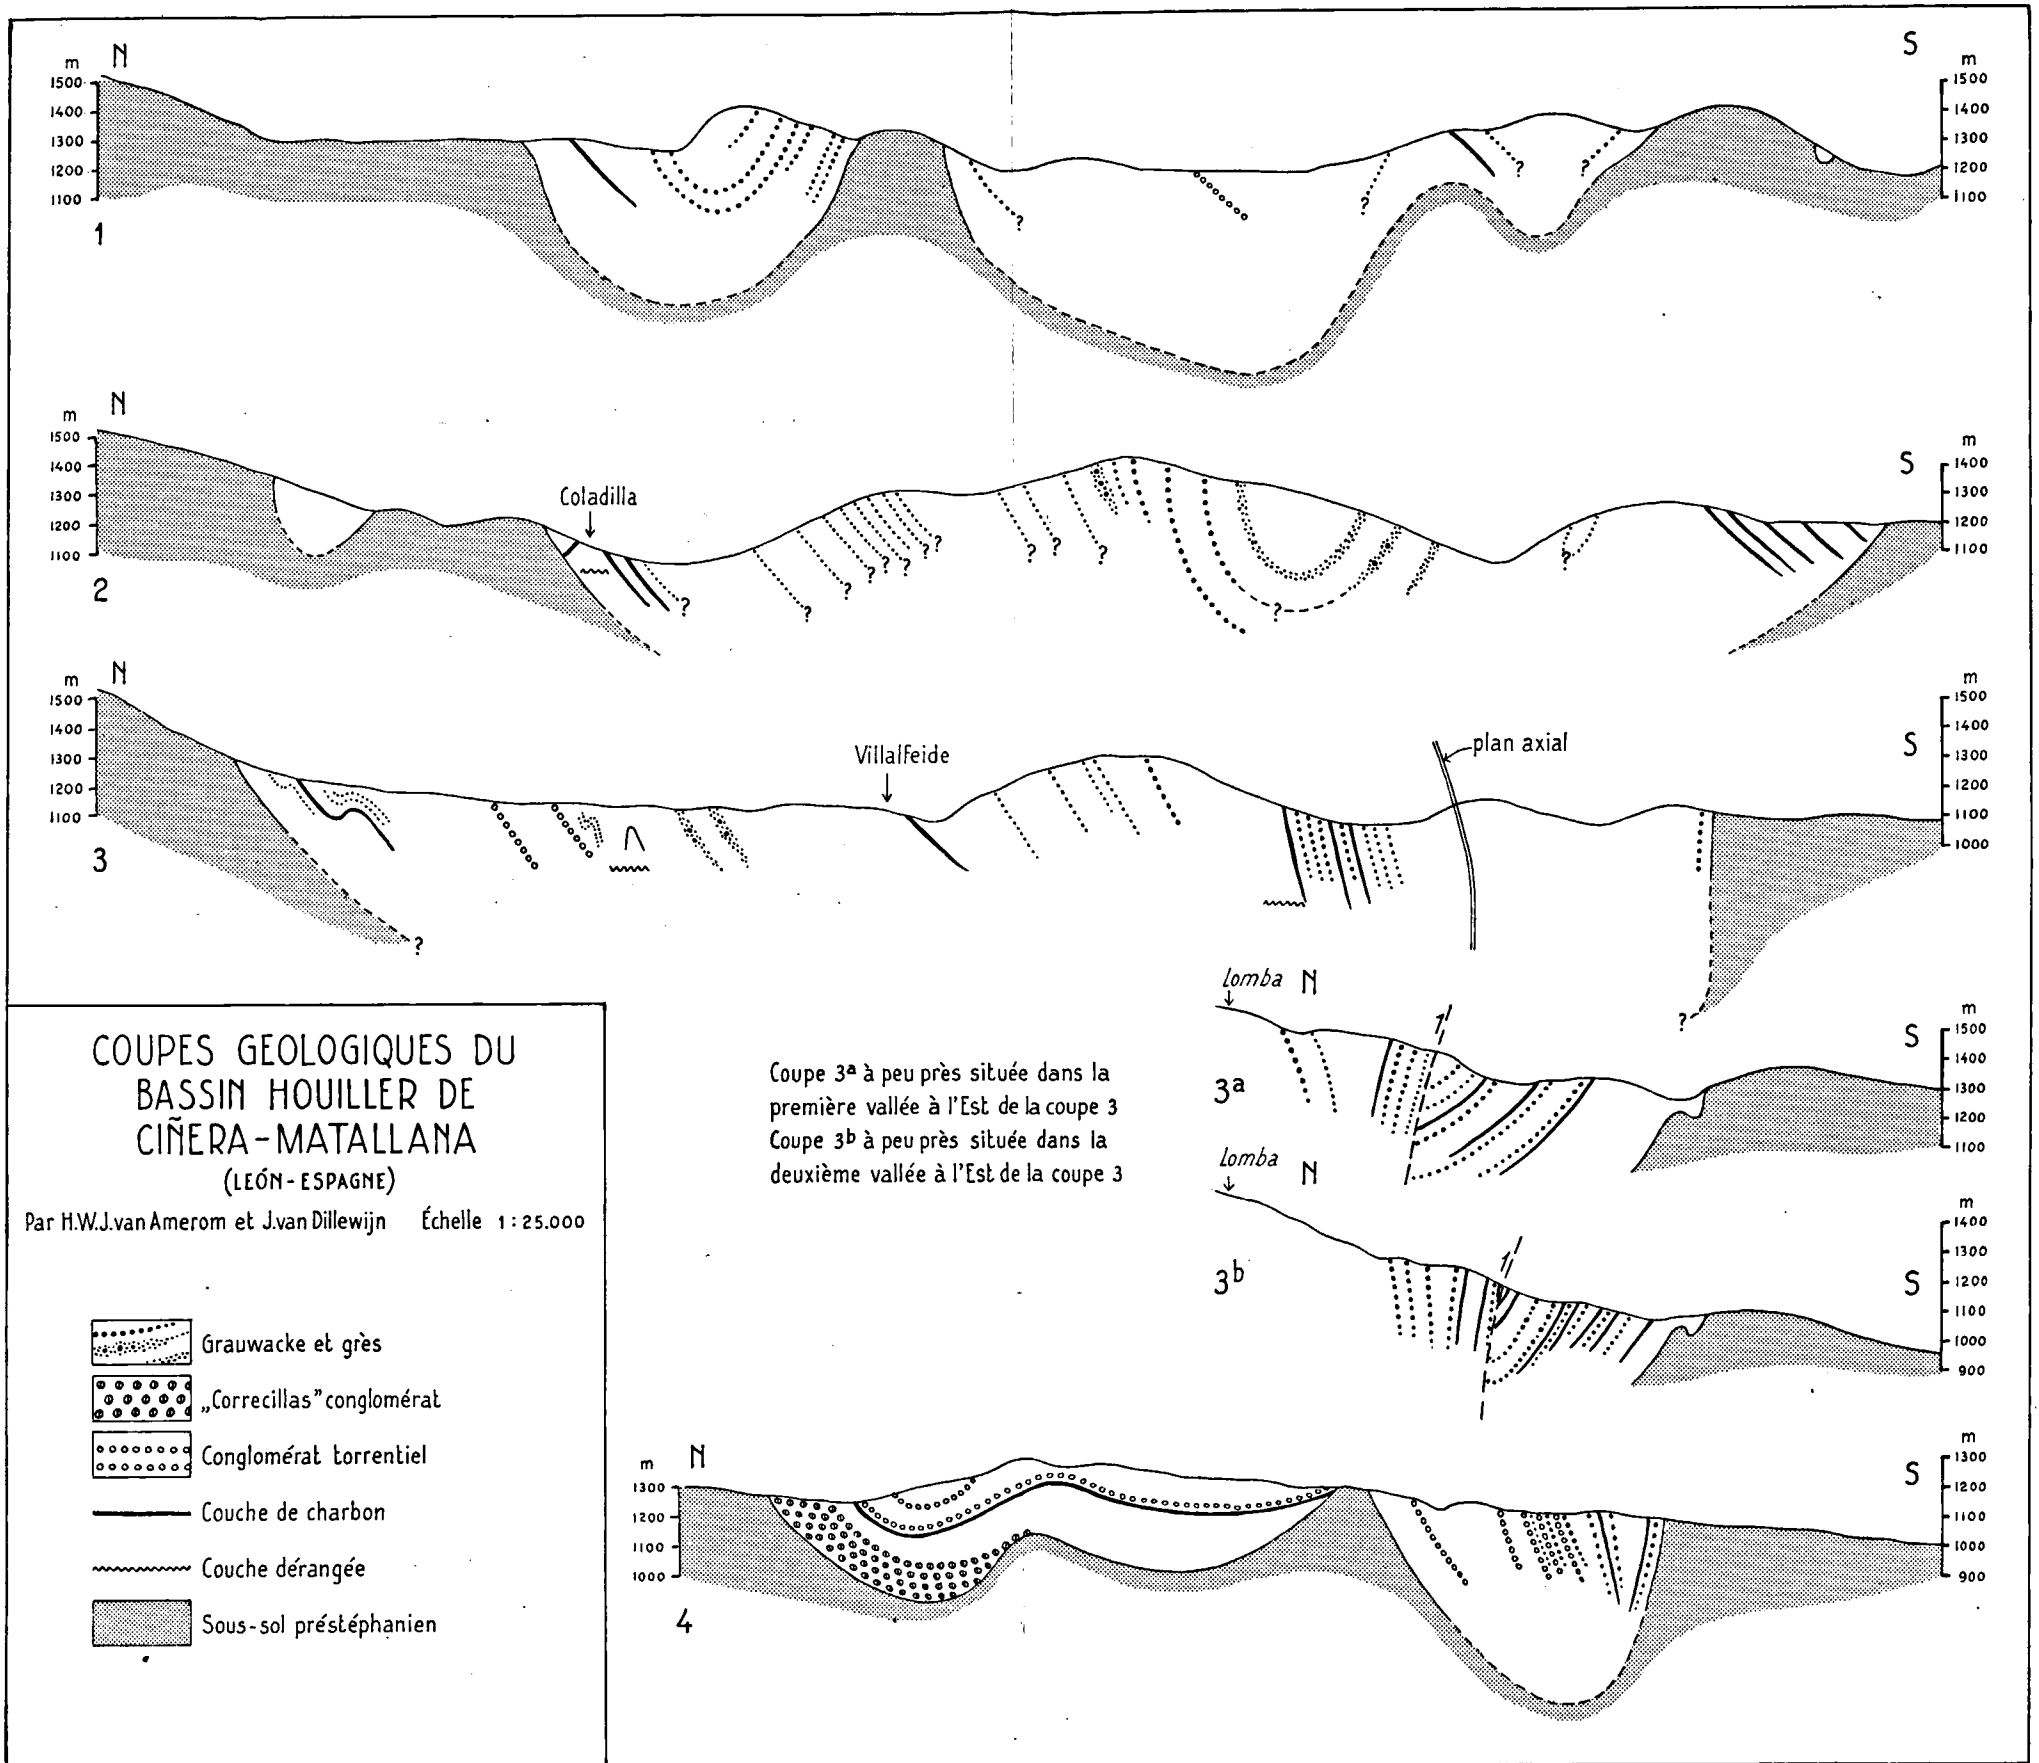 N
S
m
1500
1400
1300
1200
1100
m
1500
1400
1300
1200
1100
1
?
?
?
?
?
N
S
m
1500
1400
1300
1200
1100
m
1400
1300
1200
1100
2
Coladilla
?
?
?
?
?
?
?
?
?
?
?
?
?
N
S
m
1500
1400
1300
1200
1100
m
1500
1400
1300
1200
1100
1000
3
Villalfeide
plan axial
?
?
Lomba N
S
m
1500
1400
1300
1200
1100
3a
Lomba N
S
m
1400
1300
1200
1100
1000
900
3b
Coupe 3a à peu près située dans la
première vallée à l'Est de la coupe 3
Coupe 3b à peu près située dans la
deuxième vallée à l'Est de la coupe 3
COUPES GEOLOGIQUES DU
BASSIN HOUILLER DE
CIÑERA-MATALLANA
(LEÓN-ESPAGNE)
Par H.W.J.van Amerom et J.van Dillewijn Échelle 1:25.000
Grauwacke et grès
„Correcillas” conglomérat
Conglomérat torrentiel
Couche de charbon
Couche dérangée
Sous-sol préstéphanien
N
S
m
1300
1200
1100
1000
m
1300
1200
1100
1000
900
4